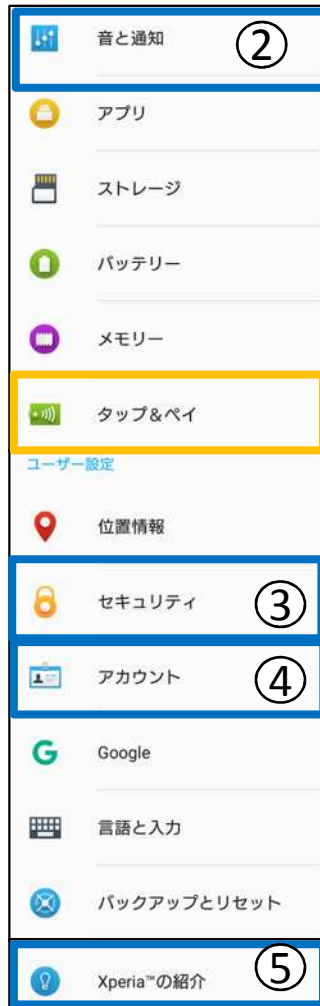 音と通知 ②
アプリ
ストレージ
バッテリー
メモリー
タップ&ペイ
ユーザー設定
位置情報
セキュリティ ③
アカウント ④
Google
言語と入力
バックアップとリセット
Xperia™の紹介 ⑤